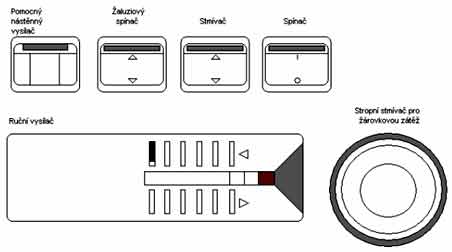 Pomocný
nástěnný
vysílač
Žaluziový
spínač
Stmívač
Spínač
I
O
Ruční vysílač
Stropní stmívač pro
žárovkovou zátěž